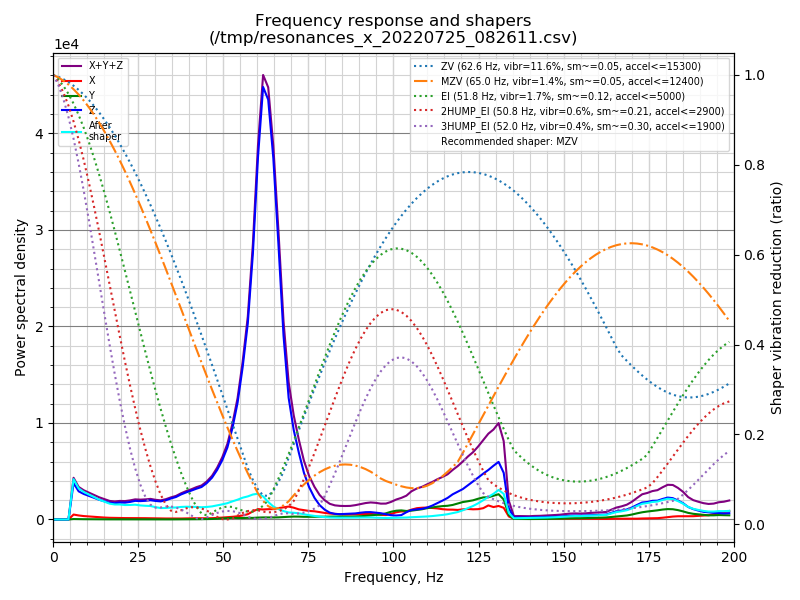 Frequency response and shapers
(/tmp/resonances_x_20220725_082611.csv)
1e4
X+Y+Z
X
Y
Z
After
shaper
ZV (62.6 Hz, vibr=11.6%, sm~=0.05, accel<=15300)
MZV (65.0 Hz, vibr=1.4%, sm~=0.05, accel<=12400)
EI (51.8 Hz, vibr=1.7%, sm~=0.12, accel<=5000)
2HUMP_EI (50.8 Hz, vibr=0.6%, sm~=0.21, accel<=2900)
3HUMP_EI (52.0 Hz, vibr=0.4%, sm~=0.30, accel<=1900)
Recommended shaper: MZV
Power spectral density
4
3
2
1
0
1.0
0.8
0.6
0.4
0.2
0.0
Shaper vibration reduction (ratio)
0 25 50 75 100 125 150 175 200
Frequency, Hz